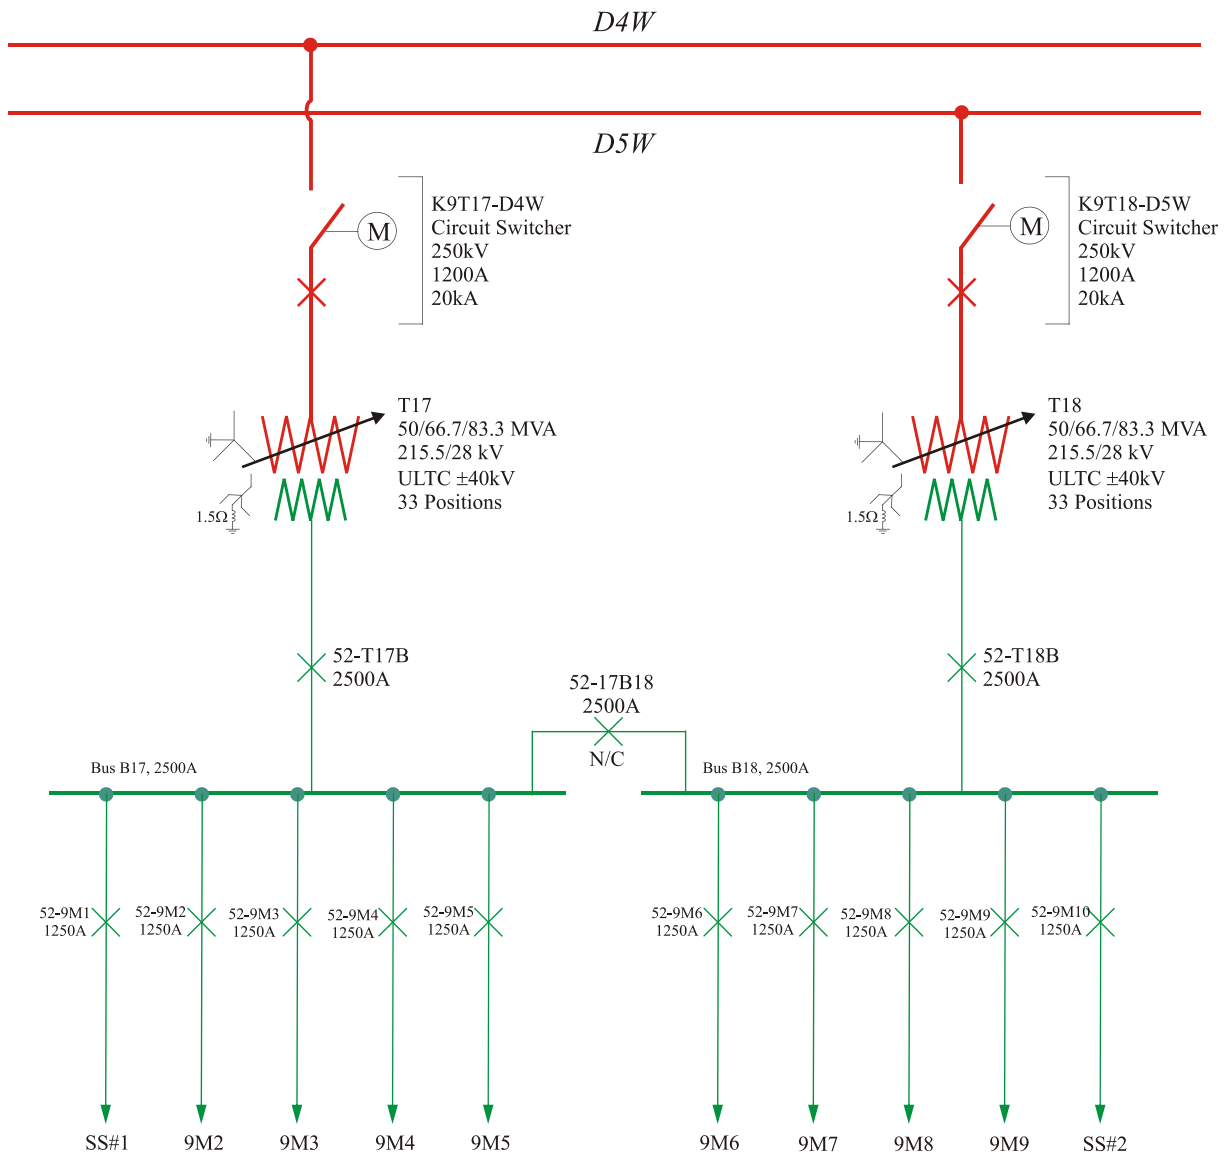 D4W
D5W
K9T17-D4W
Circuit Switcher
250kV
1200A
20kA
M
K9T18-D5W
Circuit Switcher
250kV
1200A
20kA
M
T17
50/66.7/83.3 MVA
215.5/28 kV
ULTC ±40kV
33 Positions
1.5Ω
T18
50/66.7/83.3 MVA
215.5/28 kV
ULTC ±40kV
33 Positions
1.5Ω
52-T17B
2500A
52-17B18
2500A
N/C
52-T18B
2500A
Bus B17, 2500A
Bus B18, 2500A
52-9M1
1250A
52-9M2
1250A
52-9M3
1250A
52-9M4
1250A
52-9M5
1250A
52-9M6
1250A
52-9M7
1250A
52-9M8
1250A
52-9M9
1250A
52-9M10
1250A
SS#1
9M2
9M3
9M4
9M5
9M6
9M7
9M8
9M9
SS#2